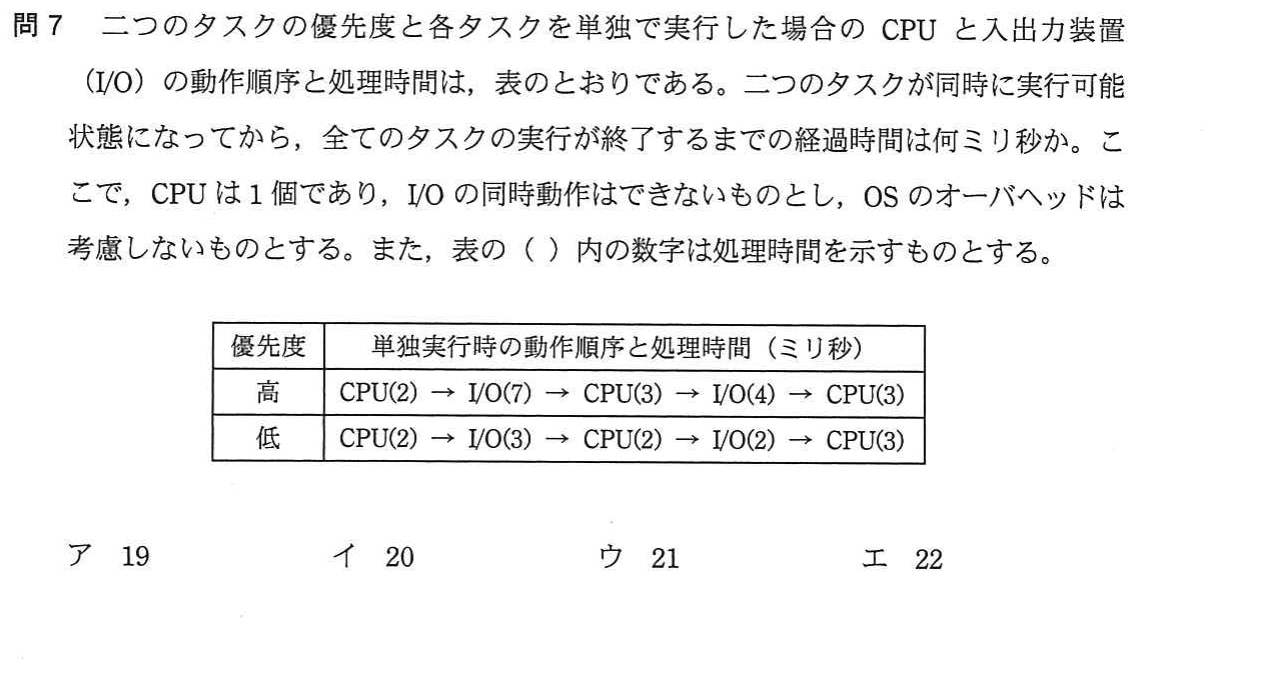 問7 二つのタスクの優先度と各タスクを単独で実行した場合の CPU と入出力装置
（I/O）の動作順序と処理時間は，表のとおりである。二つのタスクが同時に実行可能
状態になってから，全てのタスクの実行が終了するまでの経過時間は何ミリ秒か。こ
こで，CPU は 1 個であり，I/O の同時動作はできないものとし，OS のオーバヘッドは
考慮しないものとする。また，表の（ ）内の数字は処理時間を示すものとする。
優先度 単独実行時の動作順序と処理時間（ミリ秒）
高 CPU(2) → I/O(7) → CPU(3) → I/O(4) → CPU(3)
低 CPU(2) → I/O(3) → CPU(2) → I/O(2) → CPU(3)
ア 19 イ 20 ウ 21 エ 22